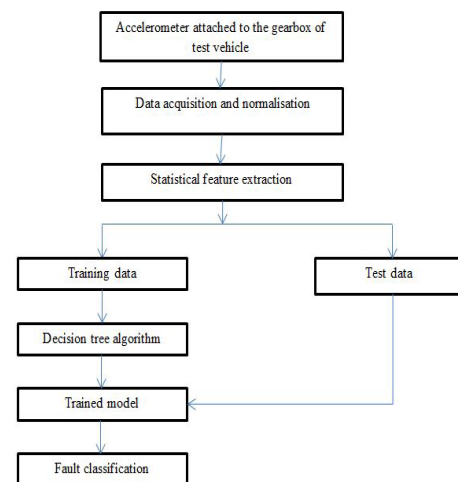 Accelerometer attached to the gearbox of
test vehicle
Data acquisition and normalisation
Statistical feature extraction
Training data
Test data
Decision tree algorithm
Trained model
Fault classification